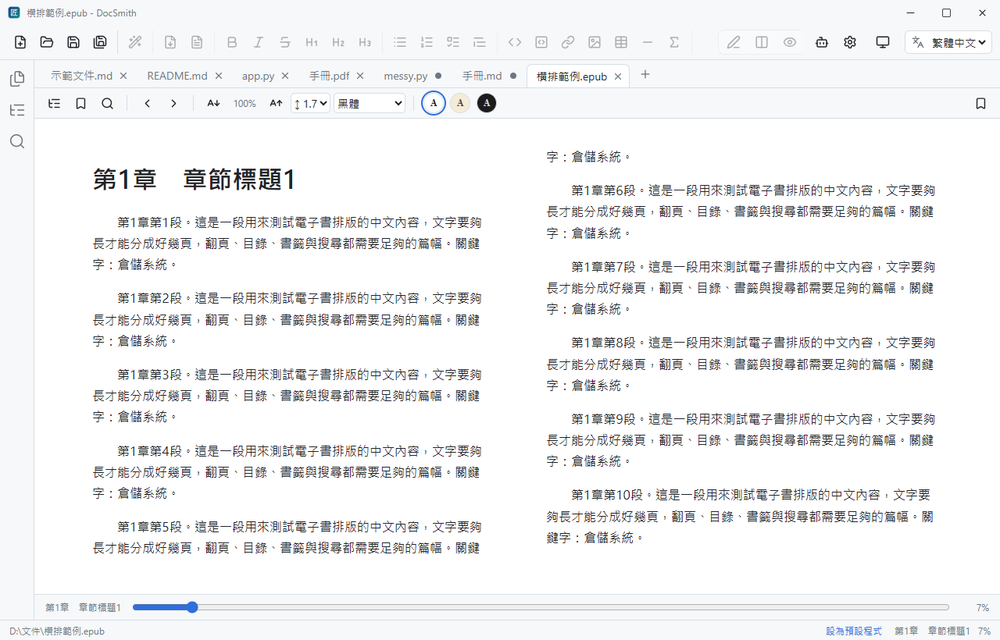 匠 橫排範例.epub - DocSmith
B I S H1 H2 H3 Σ 繁體中文
示範文件.md README.md app.py 手冊.pdf messy.py 手冊.md 橫排範例.epub
A 100% A 1.7 黑體 A A A
第1章　章節標題1
第1章第1段。這是一段用來測試電子書排版的中文內容，文字要夠
長才能分成好幾頁，翻頁、目錄、書籤與搜尋都需要足夠的篇幅。關鍵
字：倉儲系統。
第1章第2段。這是一段用來測試電子書排版的中文內容，文字要夠
長才能分成好幾頁，翻頁、目錄、書籤與搜尋都需要足夠的篇幅。關鍵
字：倉儲系統。
第1章第3段。這是一段用來測試電子書排版的中文內容，文字要夠
長才能分成好幾頁，翻頁、目錄、書籤與搜尋都需要足夠的篇幅。關鍵
字：倉儲系統。
第1章第4段。這是一段用來測試電子書排版的中文內容，文字要夠
長才能分成好幾頁，翻頁、目錄、書籤與搜尋都需要足夠的篇幅。關鍵
字：倉儲系統。
第1章第5段。這是一段用來測試電子書排版的中文內容，文字要夠
長才能分成好幾頁，翻頁、目錄、書籤與搜尋都需要足夠的篇幅。關鍵
字：倉儲系統。
第1章第6段。這是一段用來測試電子書排版的中文內容，文字要夠
長才能分成好幾頁，翻頁、目錄、書籤與搜尋都需要足夠的篇幅。關鍵
字：倉儲系統。
第1章第7段。這是一段用來測試電子書排版的中文內容，文字要夠
長才能分成好幾頁，翻頁、目錄、書籤與搜尋都需要足夠的篇幅。關鍵
字：倉儲系統。
第1章第8段。這是一段用來測試電子書排版的中文內容，文字要夠
長才能分成好幾頁，翻頁、目錄、書籤與搜尋都需要足夠的篇幅。關鍵
字：倉儲系統。
第1章第9段。這是一段用來測試電子書排版的中文內容，文字要夠
長才能分成好幾頁，翻頁、目錄、書籤與搜尋都需要足夠的篇幅。關鍵
字：倉儲系統。
第1章第10段。這是一段用來測試電子書排版的中文內容，文字要
夠長才能分成好幾頁，翻頁、目錄、書籤與搜尋都需要足夠的篇幅。關
鍵字：倉儲系統。
第1章　章節標題1 7%
D:\文件\橫排範例.epub 設為預設程式 第1章　章節標題1 7%